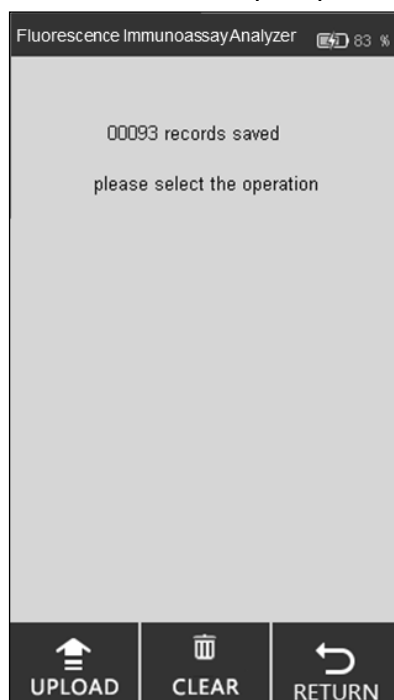 Fluorescence Immunoassay Analyzer 83 %
00093 records saved
please select the operation
UPLOAD CLEAR RETURN